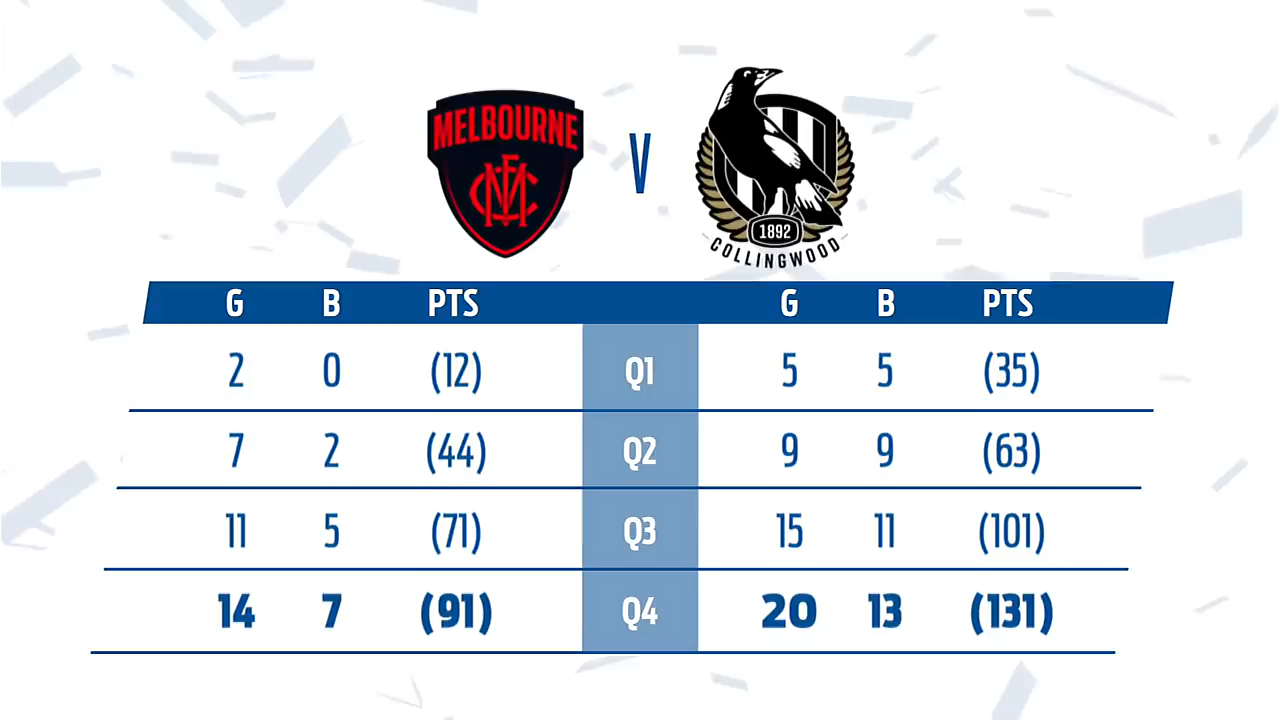 MELBOURNE
MFC
V
1892
COLLINGWOOD
G B PTS G B PTS
2 0 (12) Q1 5 5 (35)
7 2 (44) Q2 9 9 (63)
11 5 (71) Q3 15 11 (101)
14 7 (91) Q4 20 13 (131)